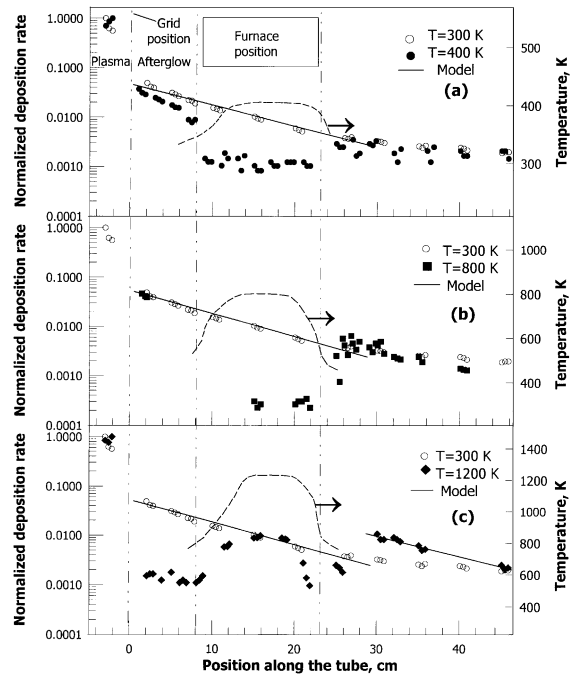 Grid
position
Furnace
position
Plasma
Afterglow
T=300 K
T=400 K
Model
(a)
1.0000
0.1000
0.0100
0.0010
0.0001
Normalized deposition rate
500
400
300
Temperature, K
T=300 K
T=800 K
Model
(b)
0.1000
0.0100
0.0010
0.0001
Normalized deposition rate
1000
800
600
400
Temperature, K
T=300 K
T=1200 K
Model
(c)
1.0000
0.1000
0.0100
0.0010
0.0001
Normalized deposition rate
1400
1200
1000
800
600
400
200
Temperature, K
0 10 20 30 40
Position along the tube, cm